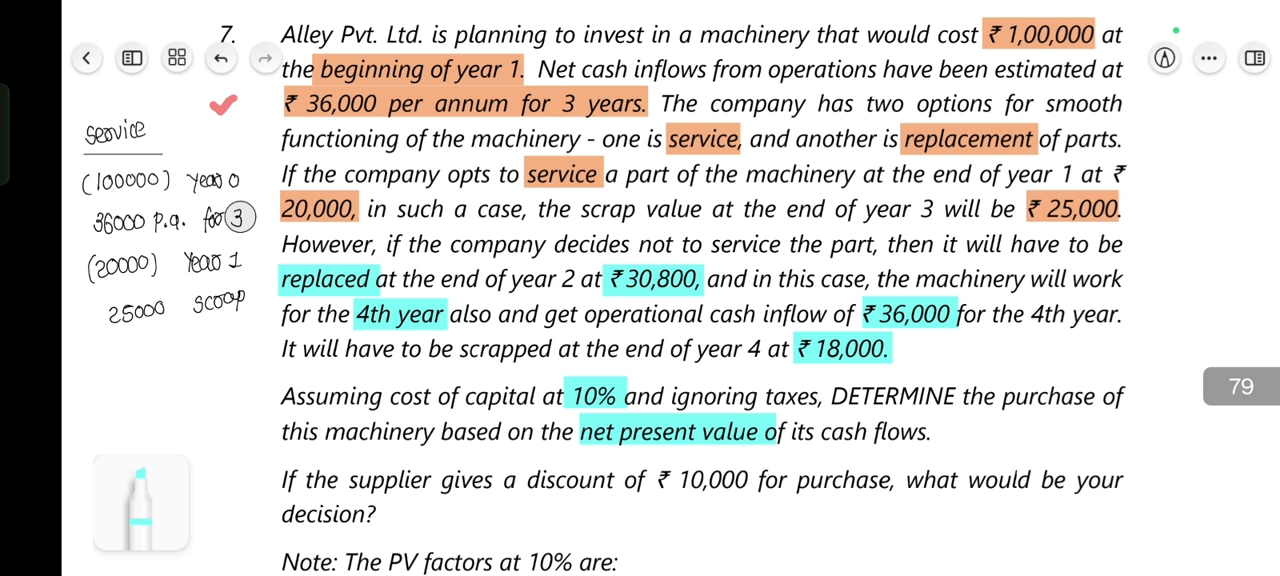 7.
Alley Pvt. Ltd. is planning to invest in a machinery that would cost ₹ 1,00,000 at
the beginning of year 1. Net cash inflows from operations have been estimated at
₹ 36,000 per annum for 3 years. The company has two options for smooth
functioning of the machinery - one is service, and another is replacement of parts.
If the company opts to service a part of the machinery at the end of year 1 at ₹
20,000, in such a case, the scrap value at the end of year 3 will be ₹ 25,000.
However, if the company decides not to service the part, then it will have to be
replaced at the end of year 2 at ₹ 30,800, and in this case, the machinery will work
for the 4th year also and get operational cash inflow of ₹ 36,000 for the 4th year.
It will have to be scrapped at the end of year 4 at ₹ 18,000.
Assuming cost of capital at 10% and ignoring taxes, DETERMINE the purchase of
this machinery based on the net present value of its cash flows.
If the supplier gives a discount of ₹ 10,000 for purchase, what would be your
decision?
Note: The PV factors at 10% are:
service
(100000) Year 0
36000 p.a. for 3
(20000) Year 1
25000 scrap
79